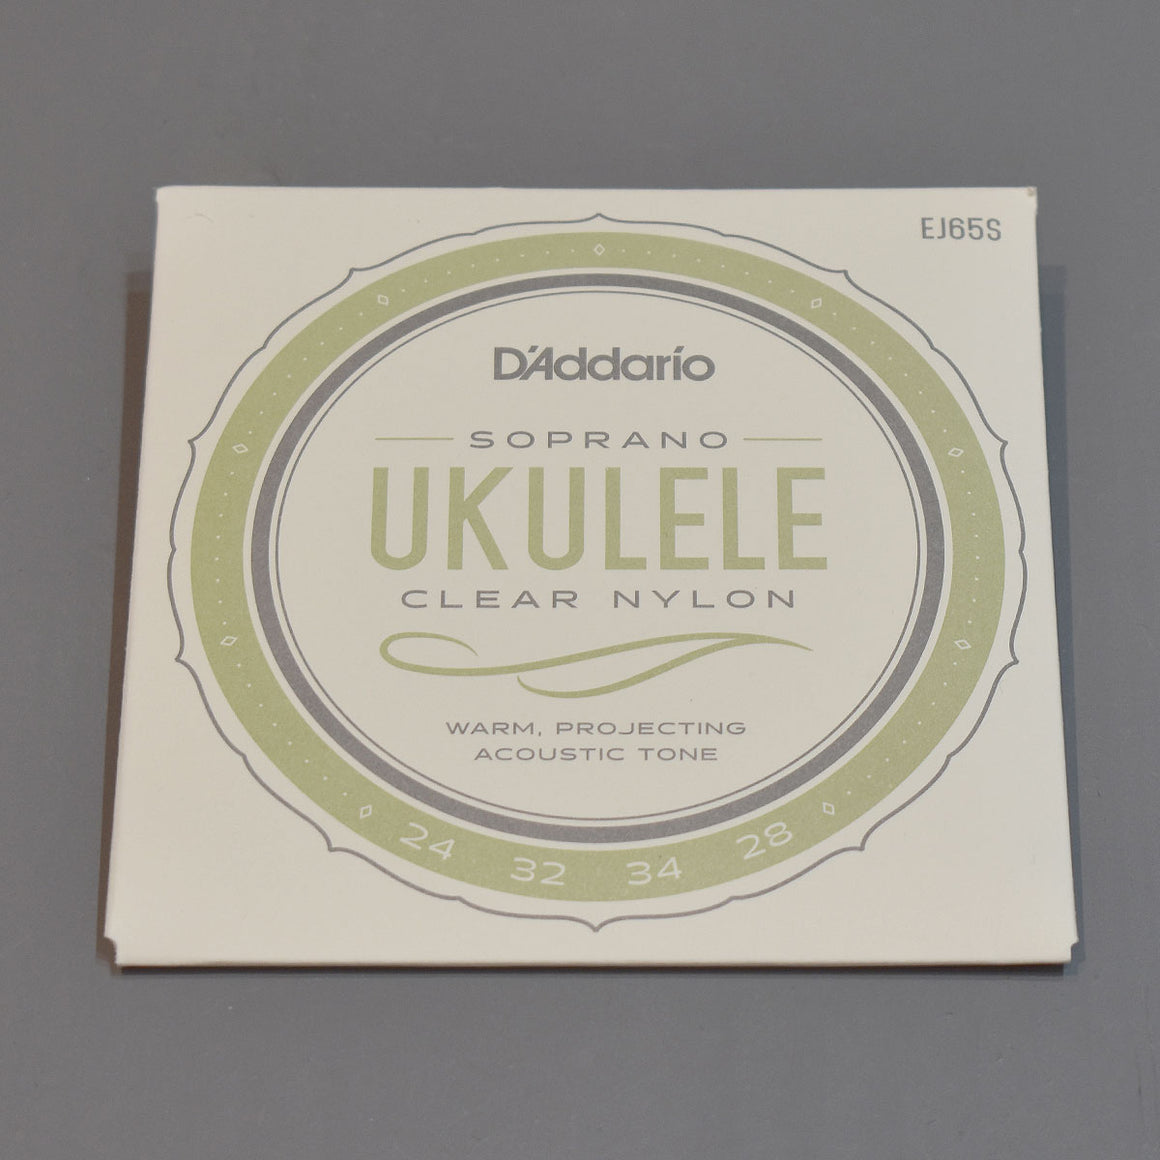 EJ65S
D'Addario
SOPRANO
UKULELE
CLEAR NYLON
WARM, PROJECTING
ACOUSTIC TONE
24 32 34 28